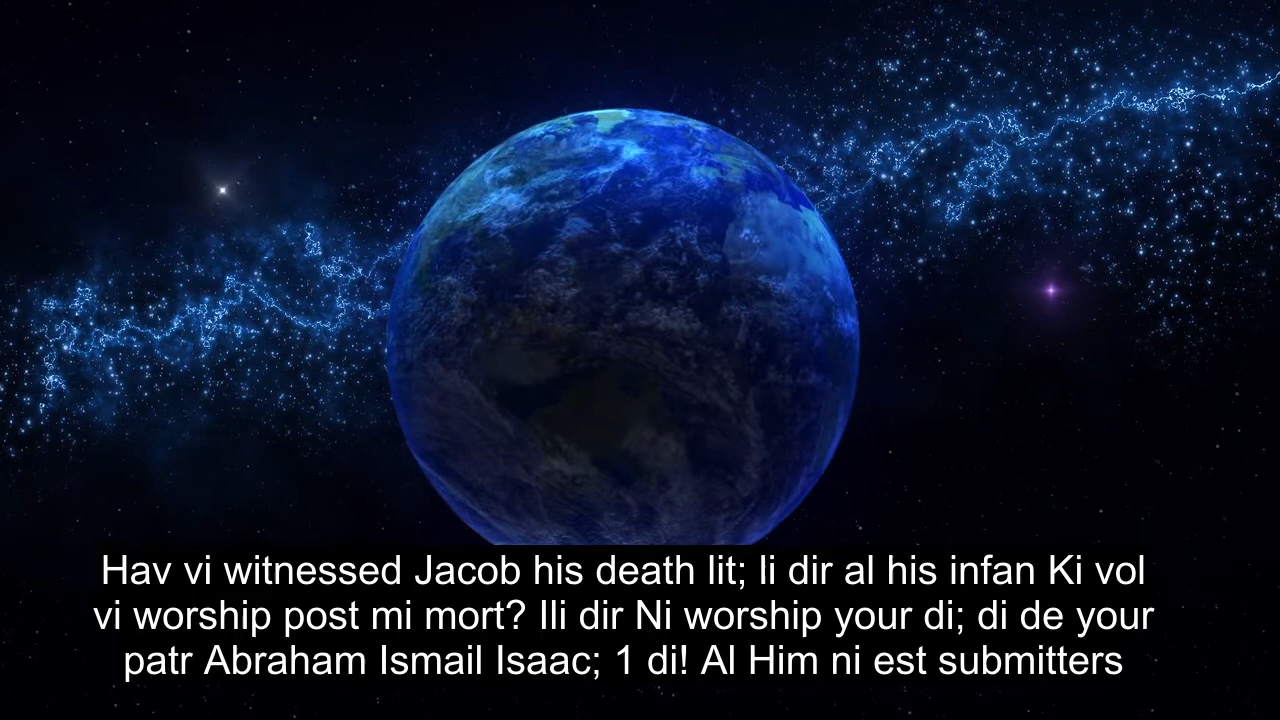 Hav vi witnessed Jacob his death lit; li dir al his infan Ki vol
vi worship post mi mort? Ili dir Ni worship your di; di de your
patr Abraham Ismail Isaac; 1 di! Al Him ni est submitters